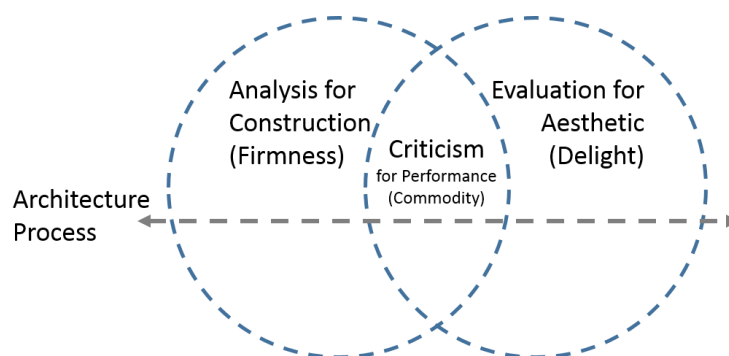 Analysis for
Construction
(Firmness)
Evaluation for
Aesthetic
(Delight)
Criticism
for Performance
(Commodity)
Architecture
Process